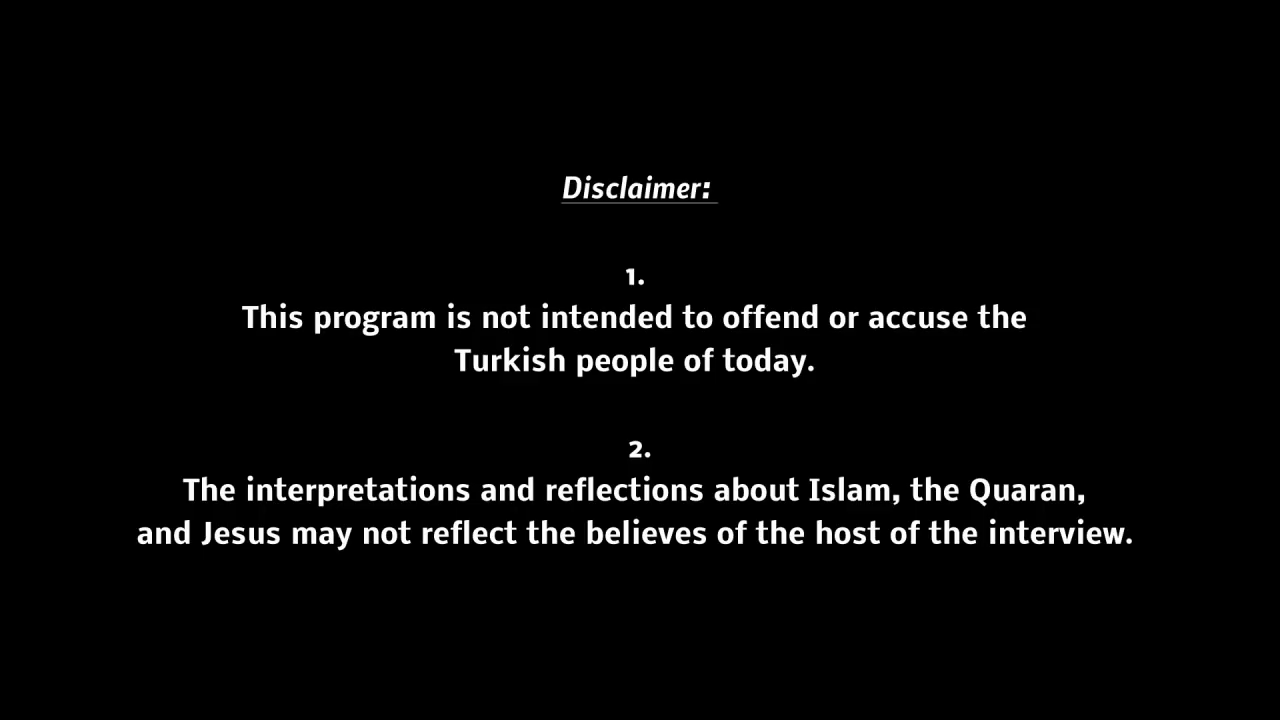 Disclaimer:
1.
This program is not intended to offend or accuse the
Turkish people of today.
2.
The interpretations and reflections about Islam, the Quaran,
and Jesus may not reflect the believes of the host of the interview.